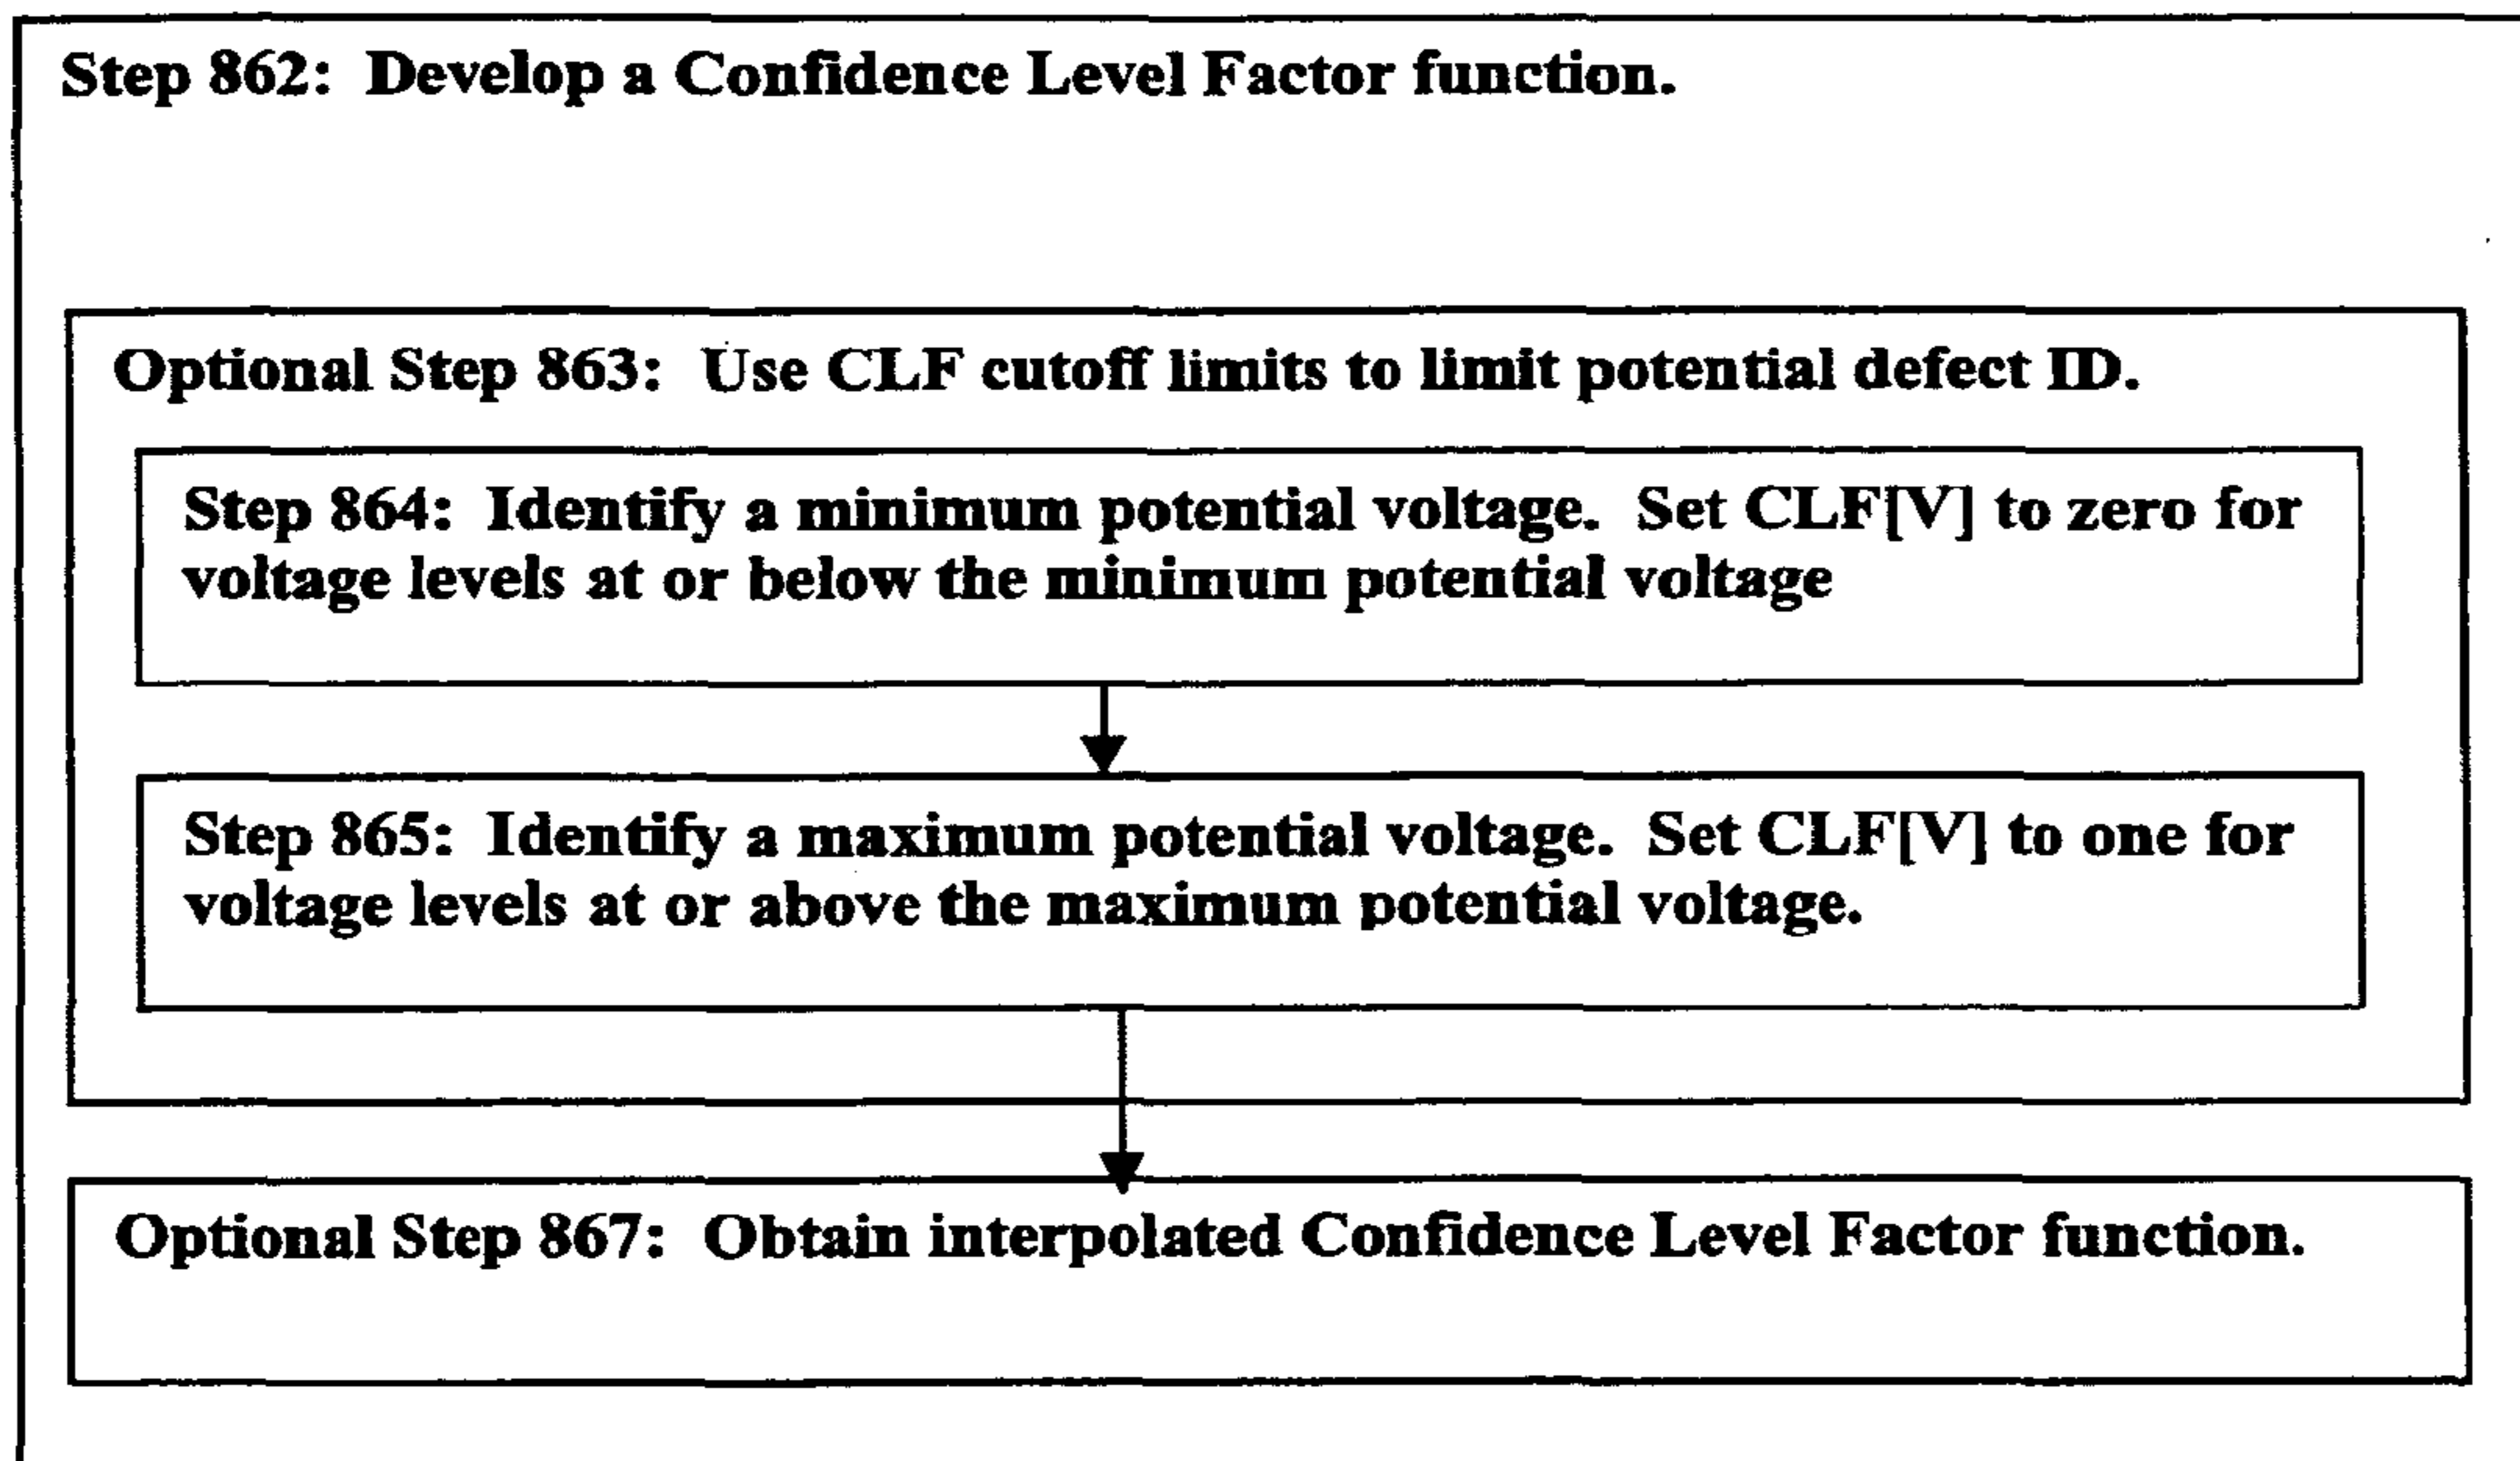 Step 862: Develop a Confidence Level Factor function.
Optional Step 863: Use CLF cutoff limits to limit potential defect ID.
Step 864: Identify a minimum potential voltage. Set CLF[V] to zero for
voltage levels at or below the minimum potential voltage
Step 865: Identify a maximum potential voltage. Set CLF[V] to one for
voltage levels at or above the maximum potential voltage.
Optional Step 867: Obtain interpolated Confidence Level Factor function.